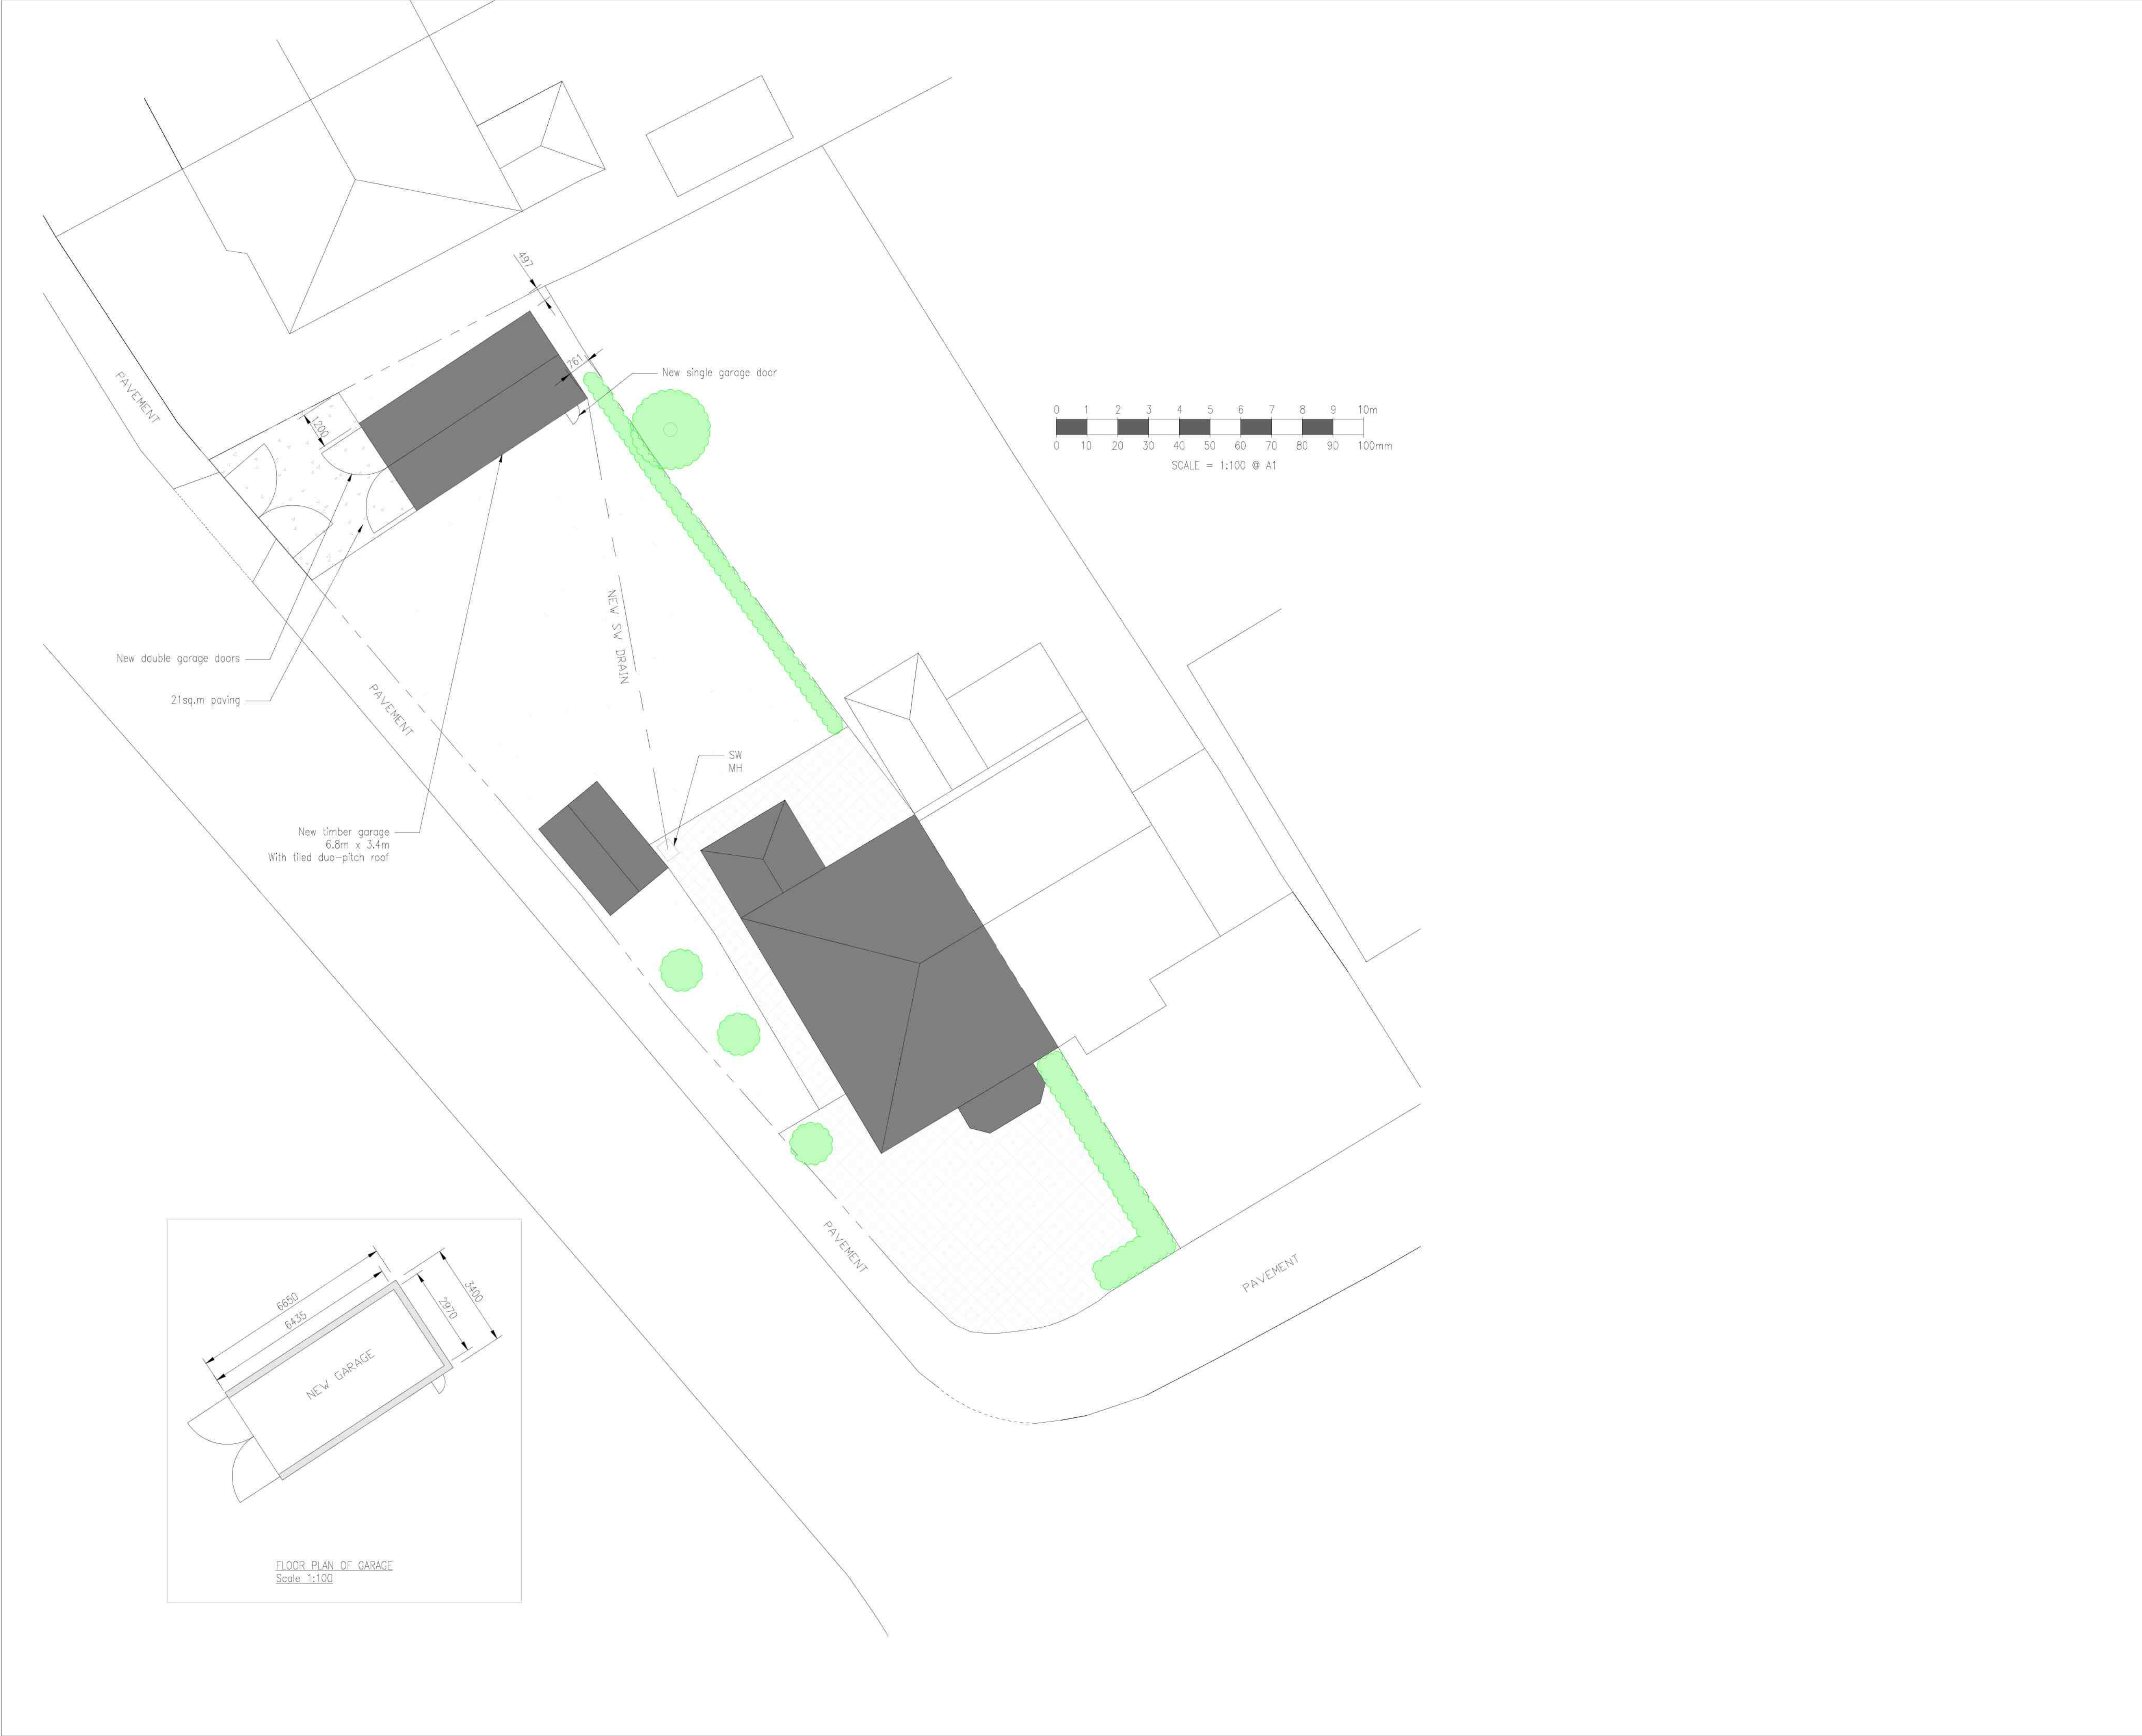 497
761
New single garage door
PAVEMENT
1200
0 1 2 3 4 5 6 7 8 9 10m
0 10 20 30 40 50 60 70 80 90 100mm
SCALE = 1:100 @ A1
NEW SW DRAIN
New double garage doors
21sq.m paving
PAVEMENT
SW
MH
New timber garage
6.8m x 3.4m
With tiled duo-pitch roof
PAVEMENT
PAVEMENT
6650
6435
3400
2970
NEW GARAGE
FLOOR PLAN OF GARAGE
Scale 1:100